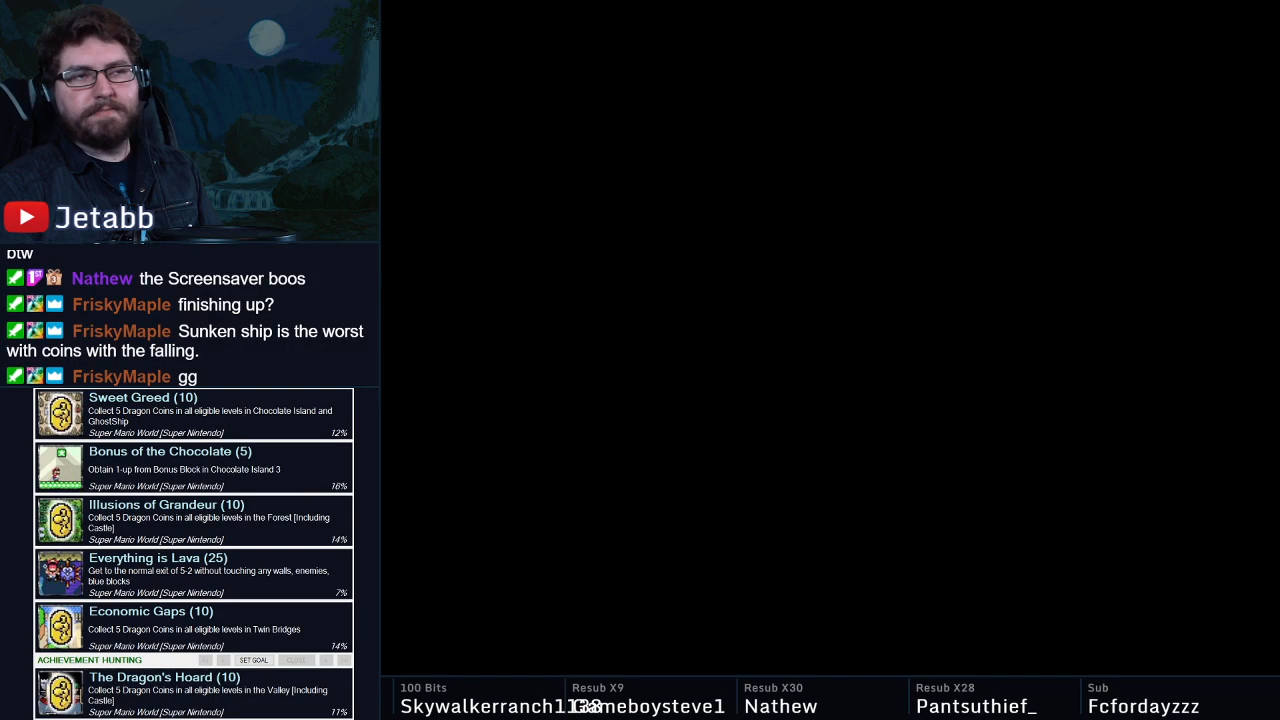 Jetabb
btw
Nathew the Screensaver boos
FriskyMaple finishing up?
FriskyMaple Sunken ship is the worst
with coins with the falling.
FriskyMaple gg
Sweet Greed (10)
Collect 5 Dragon Coins in all eligible levels in Chocolate Island and
GhostShip
Super Mario World [Super Nintendo]
12%
Bonus of the Chocolate (5)
Obtain 1-up from Bonus Block in Chocolate Island 3
Super Mario World [Super Nintendo]
16%
Illusions of Grandeur (10)
Collect 5 Dragon Coins in all eligible levels in the Forest [Including
Castle]
Super Mario World [Super Nintendo]
14%
Everything is Lava (25)
Get to the normal exit of 5-2 without touching any walls, enemies,
blue blocks
Super Mario World [Super Nintendo]
7%
Economic Gaps (10)
Collect 5 Dragon Coins in all eligible levels in Twin Bridges
Super Mario World [Super Nintendo]
14%
ACHIEVEMENT HUNTING
SET GOAL
CLOSE
The Dragon's Hoard (10)
Collect 5 Dragon Coins in all eligible levels in the Valley [Including
Castle]
Super Mario World [Super Nintendo]
11%
100 Bits
Skywalkerranch1138
Resub X9
Gameboysteve1
Resub X30
Nathew
Resub X28
Pantsuthief_
Sub
Fcfordayzzz